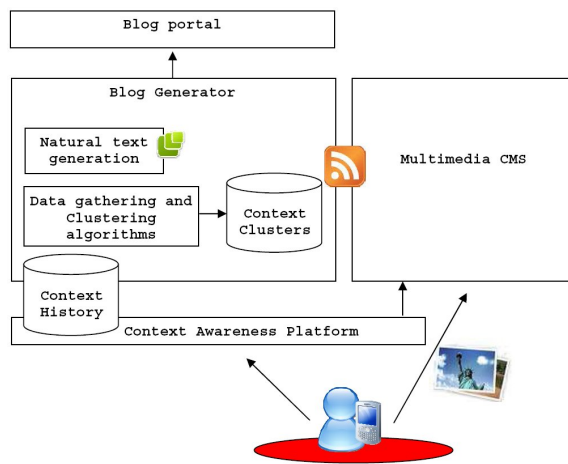 Blog portal
Blog Generator
Natural text
generation
Data gathering and
Clustering
algorithms
Context
Clusters
Multimedia CMS
Context
History
Context Awareness Platform